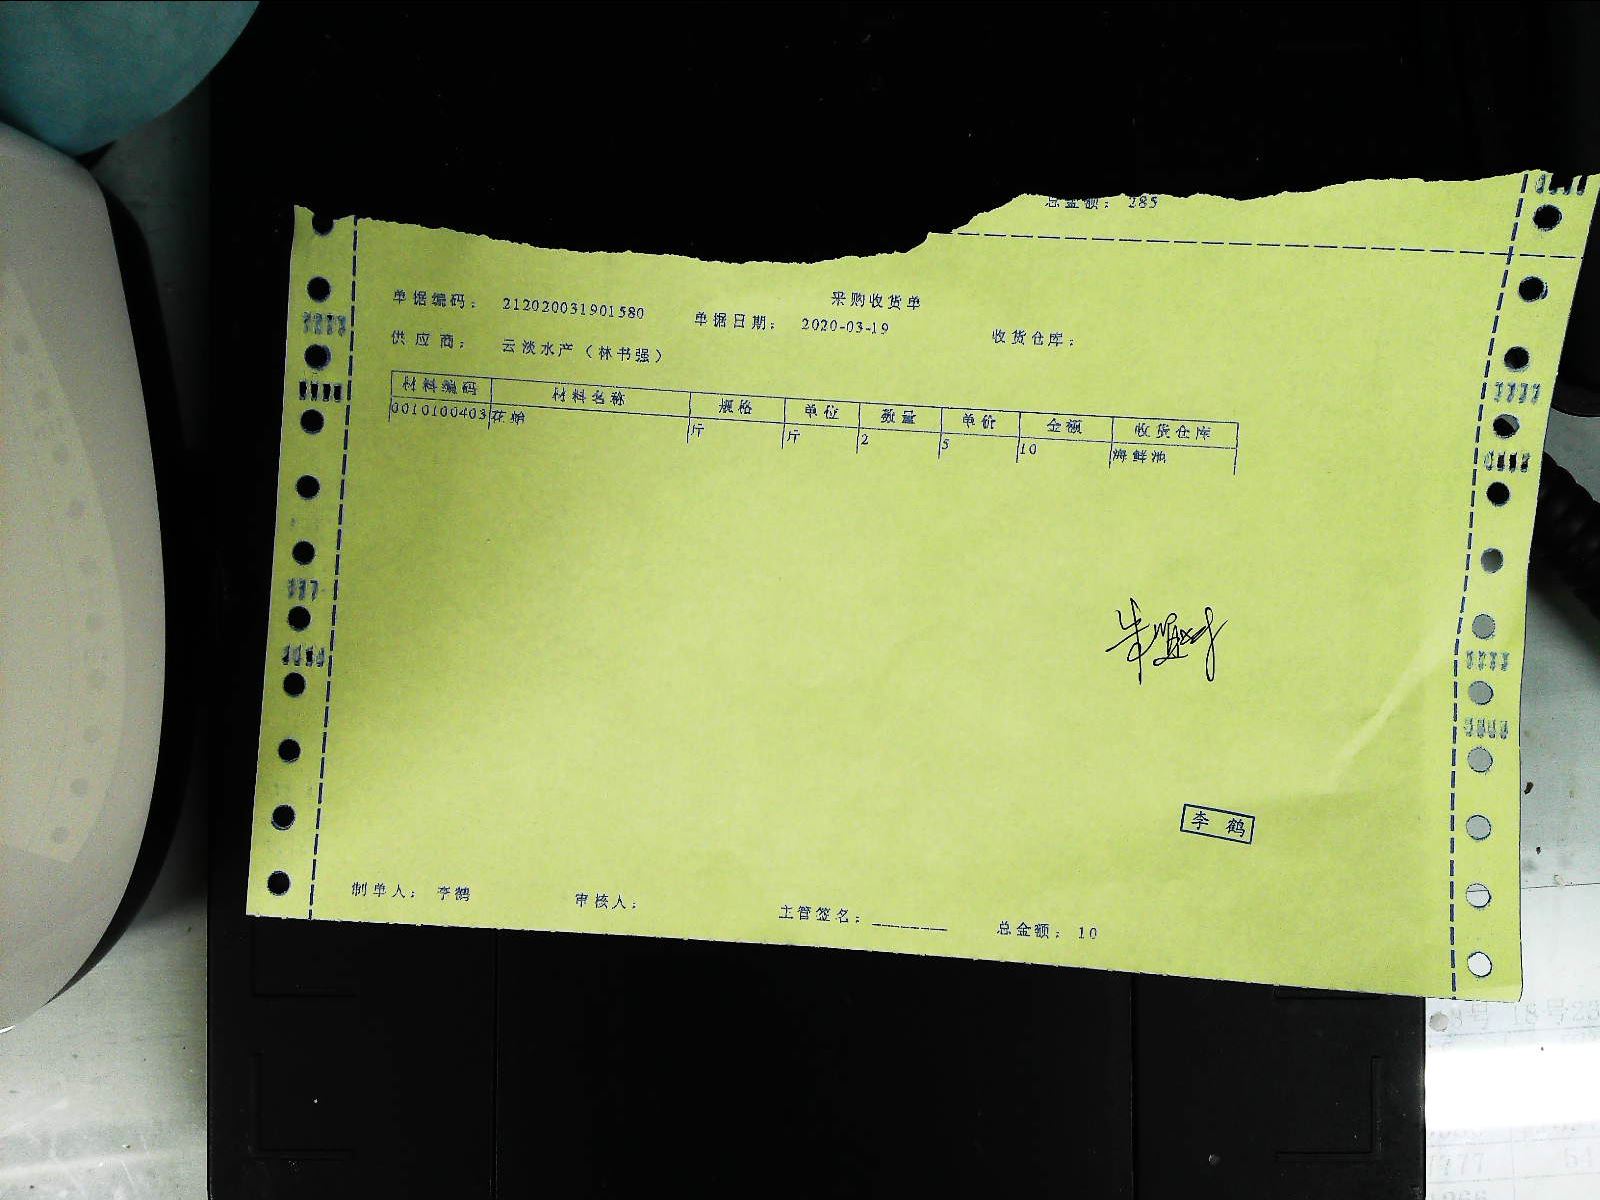 总金额： 285
采购收货单
单据编码： 212020031901580 单据日期： 2020-03-19 收货仓库：
供应商： 云淡水产（林书强）
材料编码 材料名称 规格 单位 数量 单价 金额 收货仓库
0010100403 花蛤 斤 斤 2 5 10 海鲜池
李鹤
制单人： 李鹤 审核人： 主管签名：________ 总金额： 10